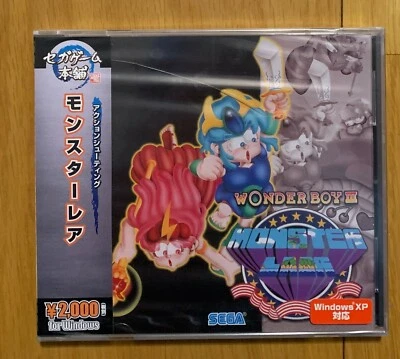 セガゲーム
本舗
アクションシューティング
モンスターレア
¥2,000
for Windows
WONDER BOY III
MONSTER
LAIR
SEGA
Windows® XP
対応